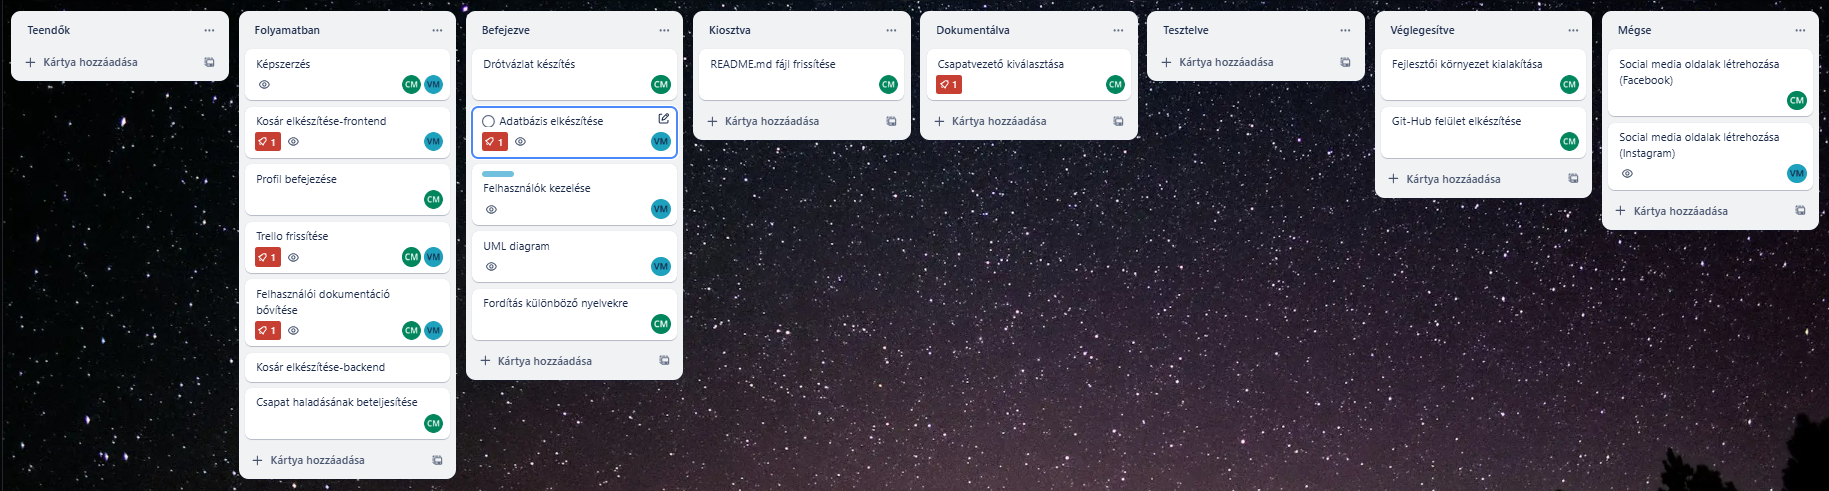 Teendők
Kártya hozzáadása
Folyamatban
Képszerzés
CM VM
Kosár elkészítése-frontend
1
VM
Profil befejezése
CM
Trello frissítése
1
CM VM
Felhasználói dokumentáció
bővítése
1
CM VM
Kosár elkészítése-backend
Csapat haladásának beteljesítése
CM
Kártya hozzáadása
Befejezve
Drótvázlat készítés
CM
Adatbázis elkészítése
1
VM
Felhasználók kezelése
VM
UML diagram
VM
Fordítás különböző nyelvekre
CM
Kártya hozzáadása
Kiosztva
README.md fájl frissítése
CM
Kártya hozzáadása
Dokumentálva
Csapatvezető kiválasztása
1
CM
Kártya hozzáadása
Tesztelve
Kártya hozzáadása
Véglegesítve
Fejlesztői környezet kialakítása
CM
Git-Hub felület elkészítése
CM
Kártya hozzáadása
Mégse
Social media oldalak létrehozása
(Facebook)
CM
Social media oldalak létrehozása
(Instagram)
VM
Kártya hozzáadása